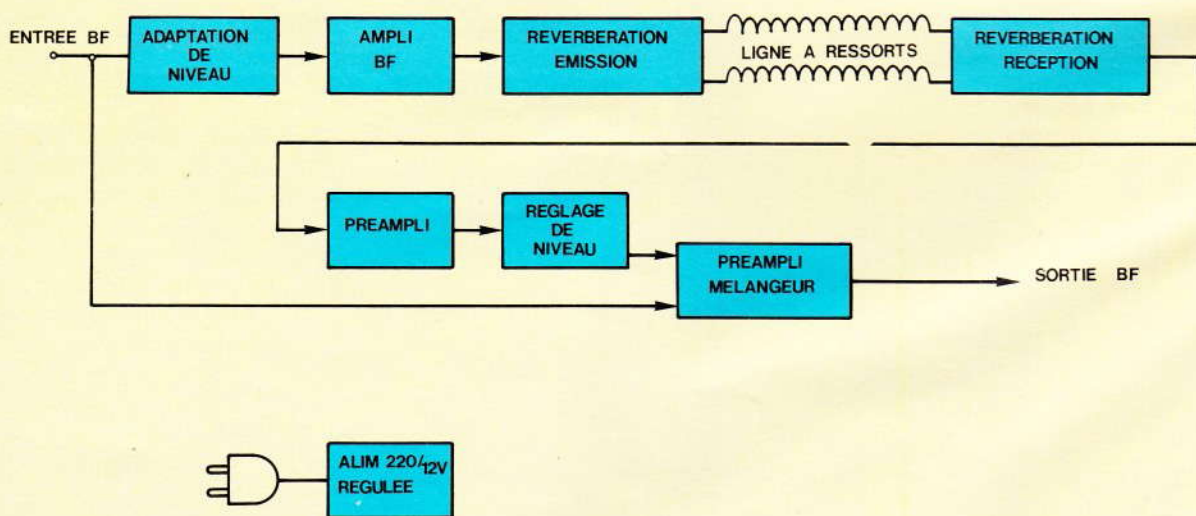 ENTREE BF
ADAPTATION
DE
NIVEAU
AMPLI
BF
REVERBERATION
EMISSION
LIGNE A RESSORTS
REVERBERATION
RECEPTION
PREAMPLI
REGLAGE
DE
NIVEAU
PREAMPLI
MELANGEUR
SORTIE BF
ALIM 220/12V
REGULEE